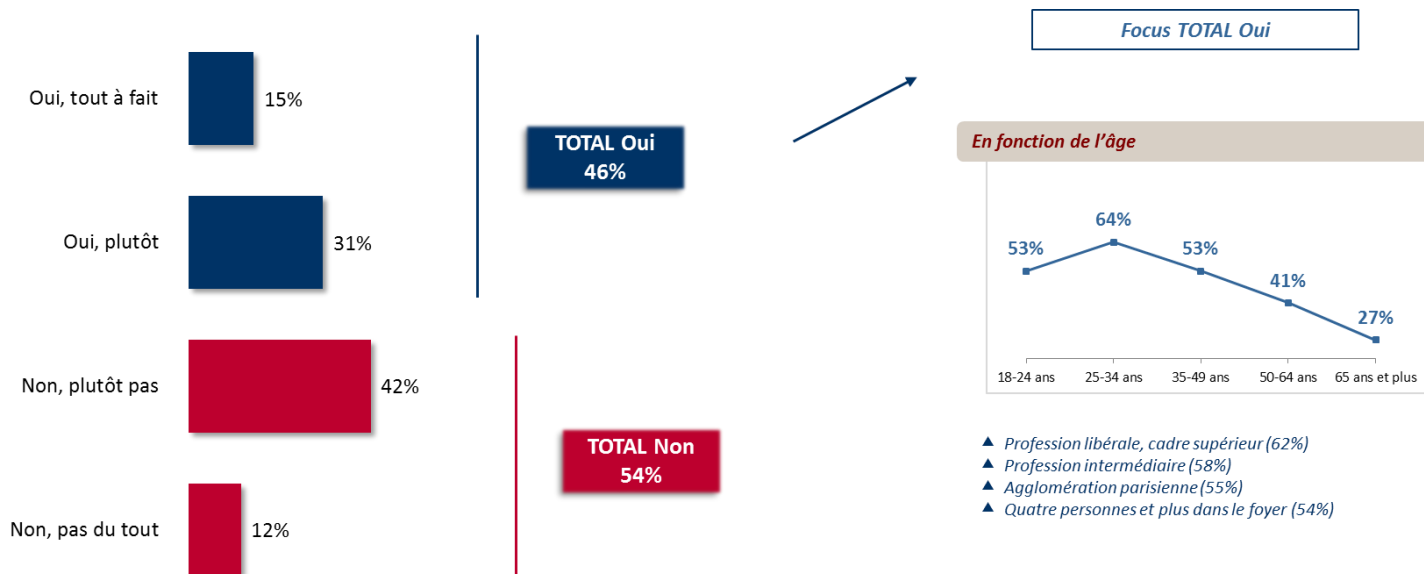 Focus TOTAL Oui
Oui, tout à fait
15%
TOTAL Oui
46%
Oui, plutôt
31%
Non, plutôt pas
42%
TOTAL Non
54%
Non, pas du tout
12%
En fonction de l’âge
53%
64%
53%
41%
27%
18-24 ans
25-34 ans
35-49 ans
50-64 ans
65 ans et plus
▲ Profession libérale, cadre supérieur (62%)
▲ Profession intermédiaire (58%)
▲ Agglomération parisienne (55%)
▲ Quatre personnes et plus dans le foyer (54%)